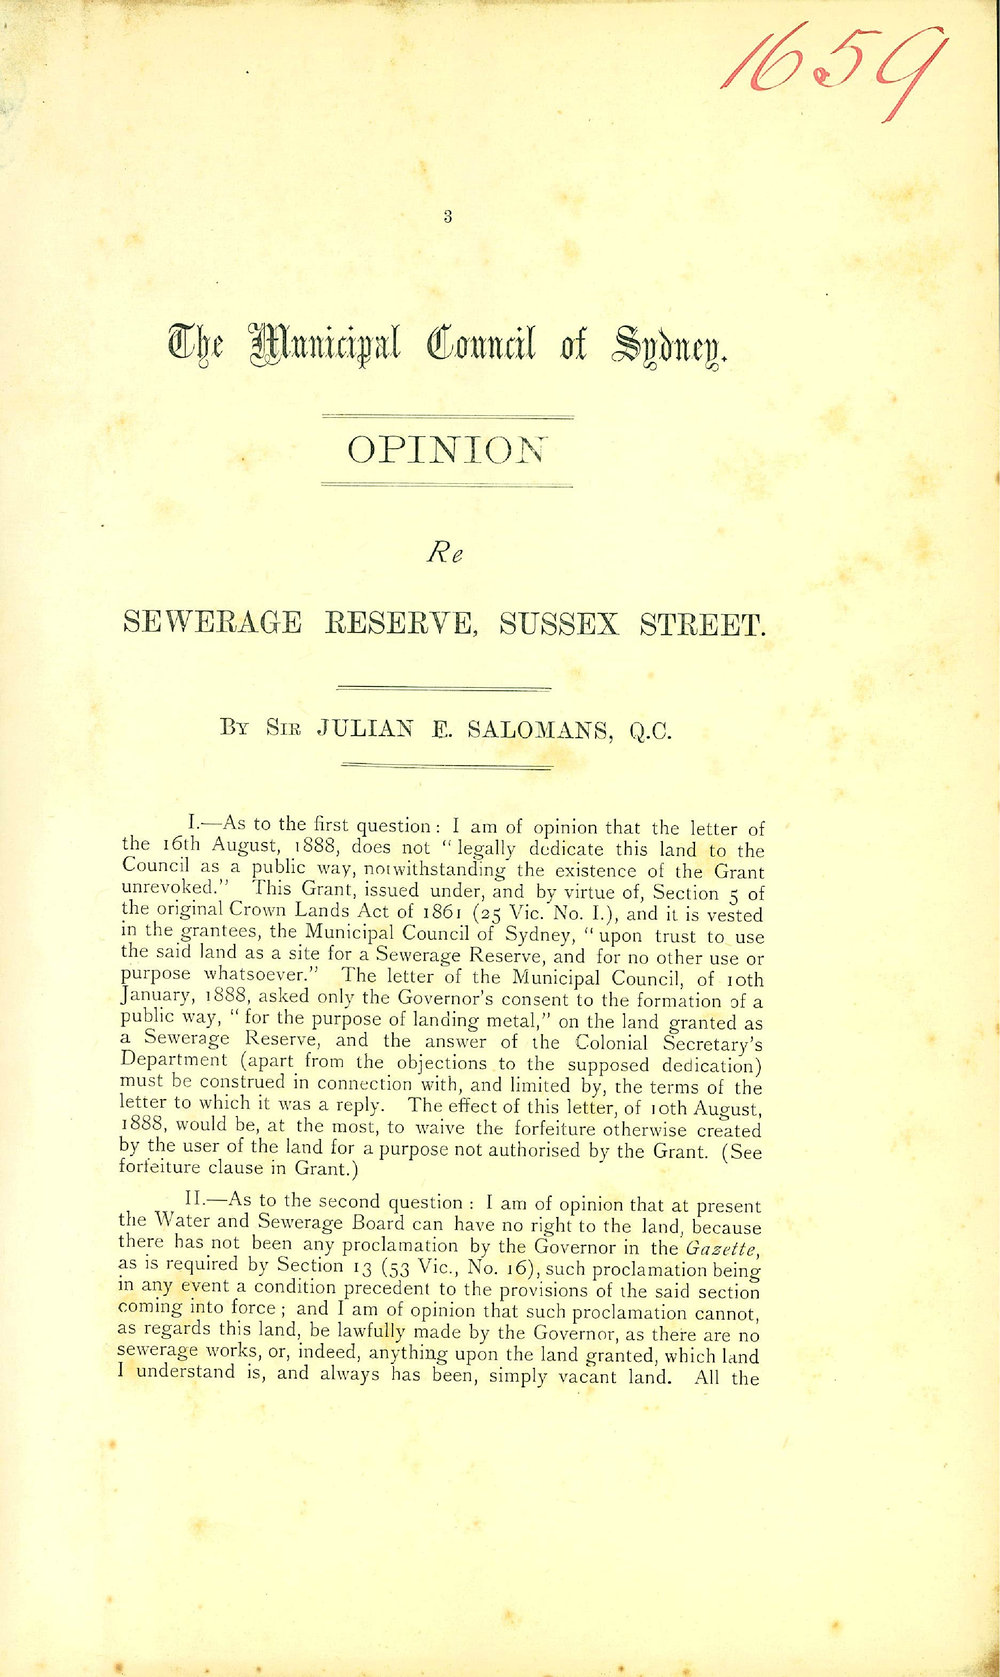 1659
3
The Municipal Council of Sydney.
OPINION
Re
SEWERAGE RESERVE, SUSSEX STREET.
BY SIR JULIAN E. SALOMANS, Q.C.
I.—As to the first question: I am of opinion that the letter of
the 16th August, 1888, does not "legally dedicate this land to the
Council as a public way, notwithstanding the existence of the Grant
unrevoked." This Grant, issued under, and by virtue of, Section 5 of
the original Crown Lands Act of 1861 (25 Vic. No. I.), and it is vested
in the grantees, the Municipal Council of Sydney, "upon trust to use
the said land as a site for a Sewerage Reserve, and for no other use or
purpose whatsoever." The letter of the Municipal Council, of 10th
January, 1888, asked only the Governor's consent to the formation of a
public way, "for the purpose of landing metal," on the land granted as
a Sewerage Reserve, and the answer of the Colonial Secretary's
Department (apart from the objections to the supposed dedication)
must be construed in connection with, and limited by, the terms of the
letter to which it was a reply. The effect of this letter, of 10th August,
1888, would be, at the most, to waive the forfeiture otherwise created
by the user of the land for a purpose not authorised by the Grant. (See
forfeiture clause in Grant.)
II.—As to the second question: I am of opinion that at present
the Water and Sewerage Board can have no right to the land, because
there has not been any proclamation by the Governor in the Gazette,
as is required by Section 13 (53 Vic., No. 16), such proclamation being
in any event a condition precedent to the provisions of the said section
coming into force; and I am of opinion that such proclamation cannot,
as regards this land, be lawfully made by the Governor, as there are no
sewerage works, or, indeed, anything upon the land granted, which land
I understand is, and always has been, simply vacant land. All the